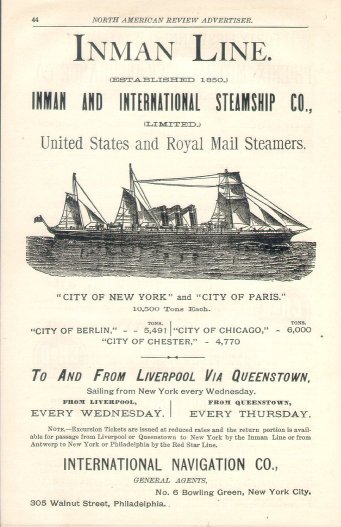 44 NORTH AMERICAN REVIEW ADVERTISER.
INMAN LINE.
(ESTABLISHED 1850.)
INMAN AND INTERNATIONAL STEAMSHIP CO.,
(LIMITED.)
United States and Royal Mail Steamers.
"CITY OF NEW YORK" and "CITY OF PARIS."
10,500 Tons Each.
TONS. TONS.
"CITY OF BERLIN," - - 5,491 "CITY OF CHICAGO," - 6,000
"CITY OF CHESTER," - 4,770
TO AND FROM LIVERPOOL VIA QUEENSTOWN,
Sailing from New York every Wednesday.
FROM LIVERPOOL, FROM QUEENSTOWN,
EVERY WEDNESDAY. EVERY THURSDAY.
NOTE.—Excursion Tickets are issued at reduced rates and the return portion is avail-
able for passage from Liverpool or Queenstown to New York by the Inman Line or from
Antwerp to New York or Philadelphia by the Red Star Line.
INTERNATIONAL NAVIGATION CO.,
GENERAL AGENTS,
No. 6 Bowling Green, New York City.
305 Walnut Street, Philadelphia.